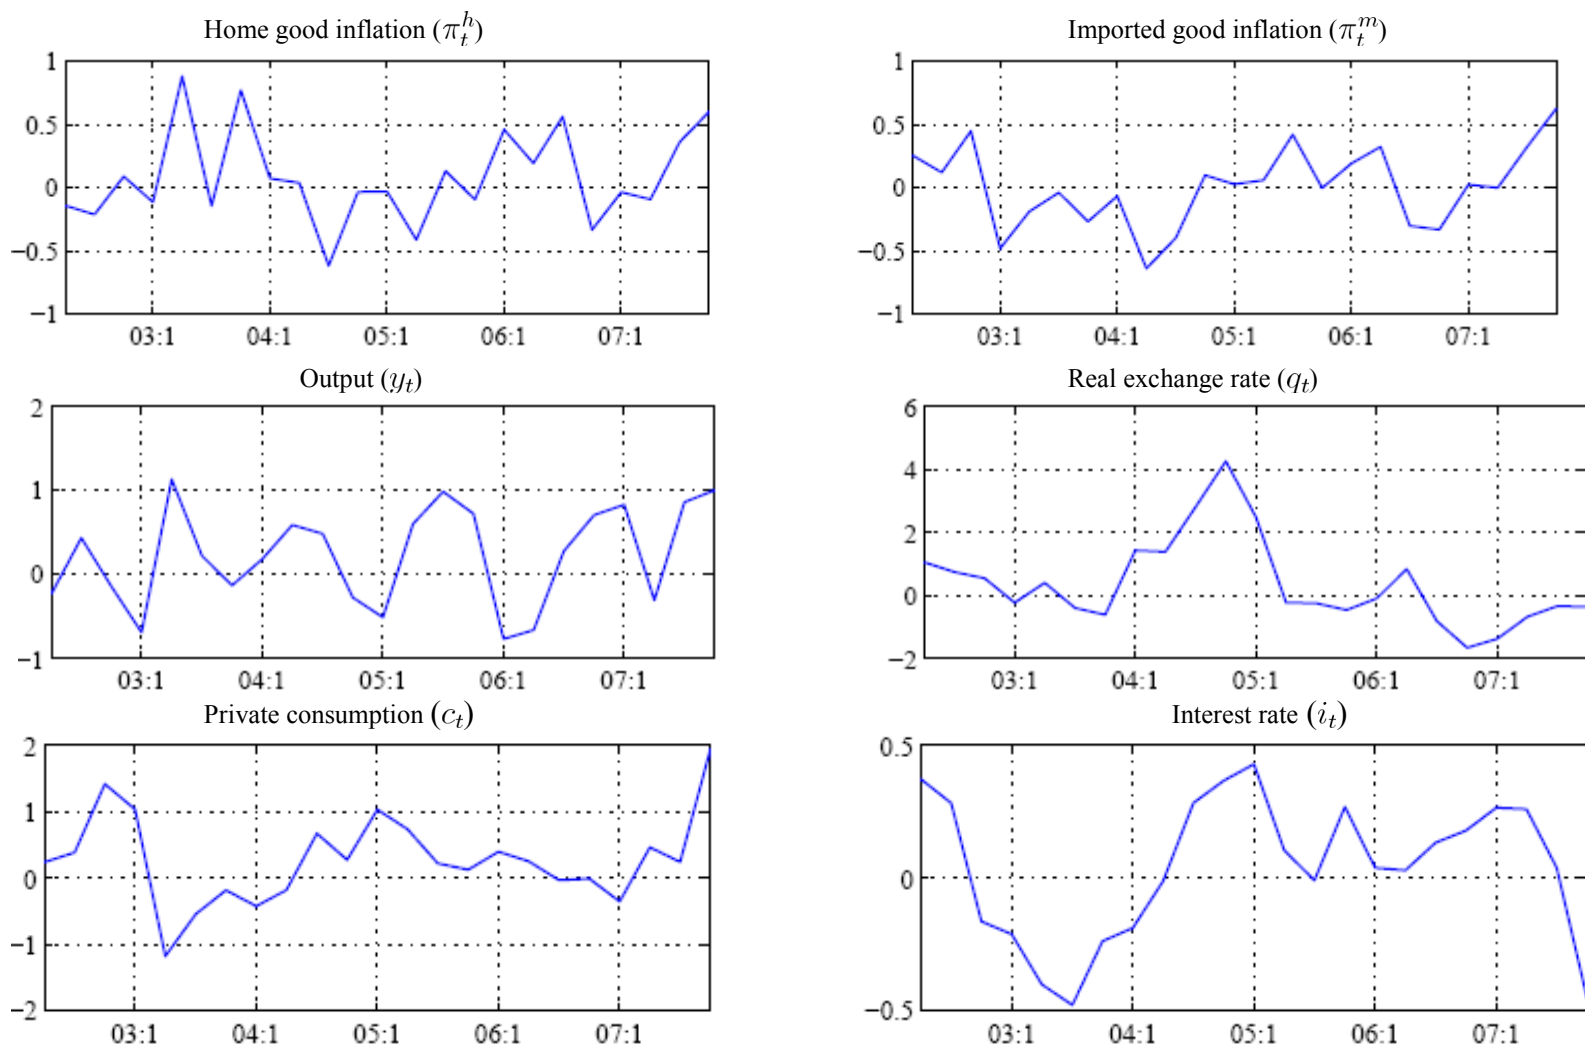 Home good inflation (π_t^h)
1
0.5
0
−0.5
−1
03:1 04:1 05:1 06:1 07:1
Imported good inflation (π_t^m)
1
0.5
0
−0.5
−1
03:1 04:1 05:1 06:1 07:1
Output (y_t)
2
1
0
−1
03:1 04:1 05:1 06:1 07:1
Real exchange rate (q_t)
6
4
2
0
−2
03:1 04:1 05:1 06:1 07:1
Private consumption (c_t)
2
1
0
−1
−2
03:1 04:1 05:1 06:1 07:1
Interest rate (i_t)
0.5
0
−0.5
03:1 04:1 05:1 06:1 07:1